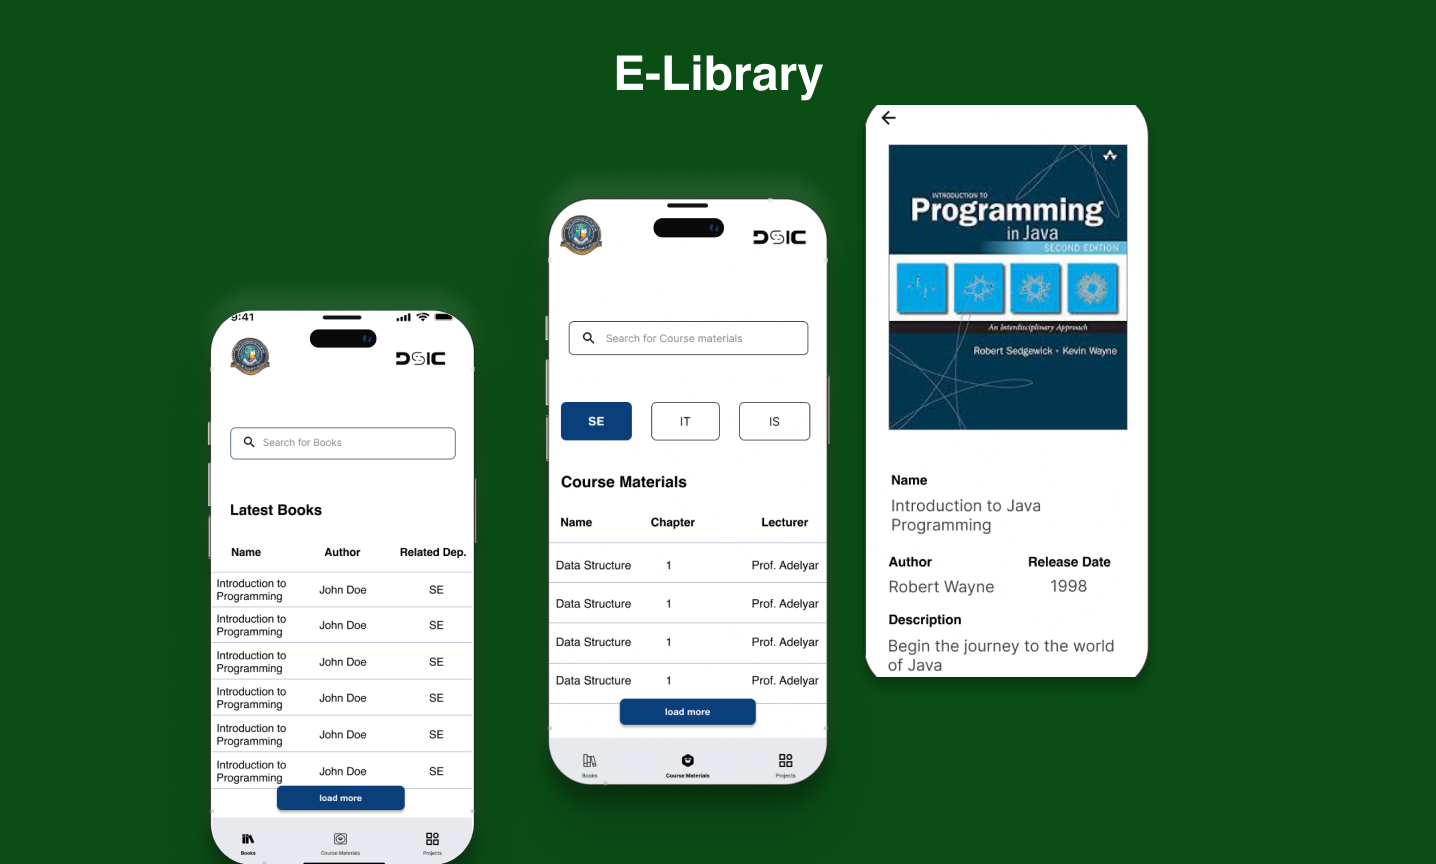 E-Library
9:41
DSIC
Search for Books
Latest Books
Name Author Related Dep.
Introduction to
Programming John Doe SE
Introduction to
Programming John Doe SE
Introduction to
Programming John Doe SE
Introduction to
Programming John Doe SE
Introduction to
Programming John Doe SE
Introduction to
Programming John Doe SE
load more
Books Course Materials Projects
DSIC
Search for Course materials
SE IT IS
Course Materials
Name Chapter Lecturer
Data Structure 1 Prof. Adelyar
Data Structure 1 Prof. Adelyar
Data Structure 1 Prof. Adelyar
Data Structure 1 Prof. Adelyar
load more
Books Course Materials Projects
INTRODUCTION TO
Programming
in Java
SECOND EDITION
An Interdisciplinary Approach
Robert Sedgewick • Kevin Wayne
Name
Introduction to Java
Programming
Author Release Date
Robert Wayne 1998
Description
Begin the journey to the world
of Java